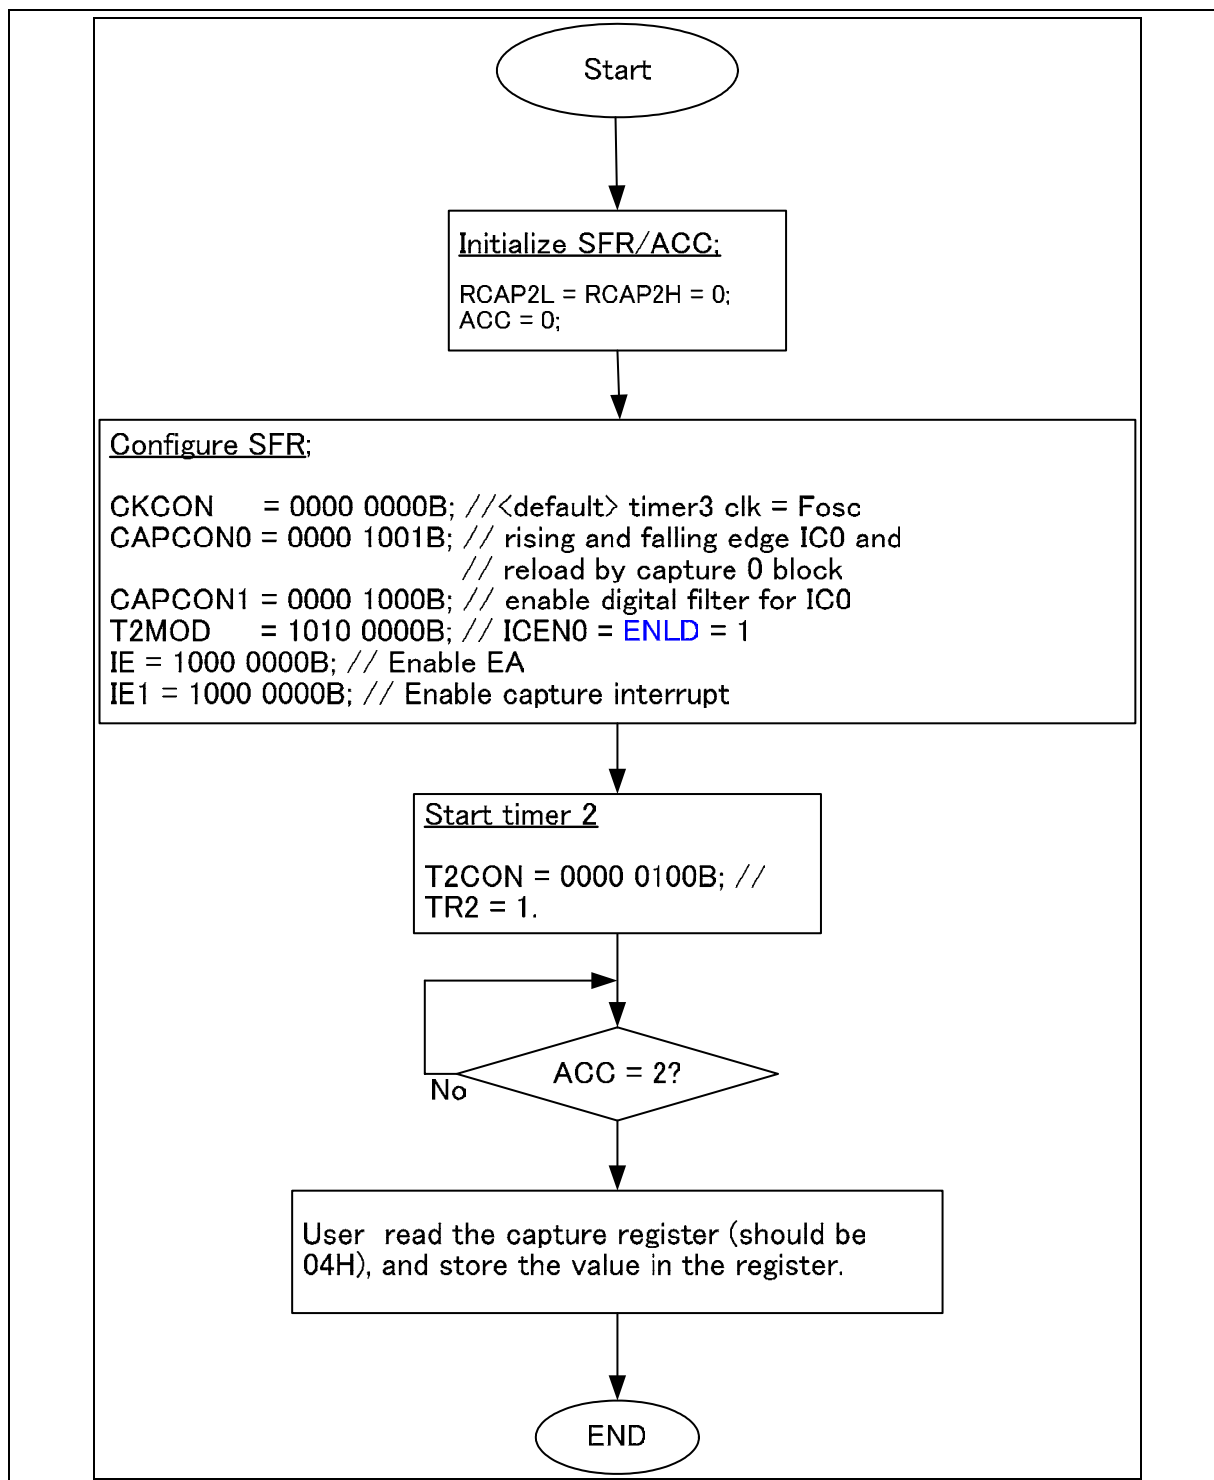 Start
Initialize SFR/ACC;
RCAP2L = RCAP2H = 0;
ACC = 0;
Configure SFR;
CKCON = 0000 0000B; //<default> timer3 clk = Fosc
CAPCON0 = 0000 1001B; // rising and falling edge IC0 and
// reload by capture 0 block
CAPCON1 = 0000 1000B; // enable digital filter for IC0
T2MOD = 1010 0000B; // ICEN0 = ENLD = 1
IE = 1000 0000B; // Enable EA
IE1 = 1000 0000B; // Enable capture interrupt
Start timer 2
T2CON = 0000 0100B; //
TR2 = 1.
ACC = 2?
No
User read the capture register (should be
04H), and store the value in the register.
END